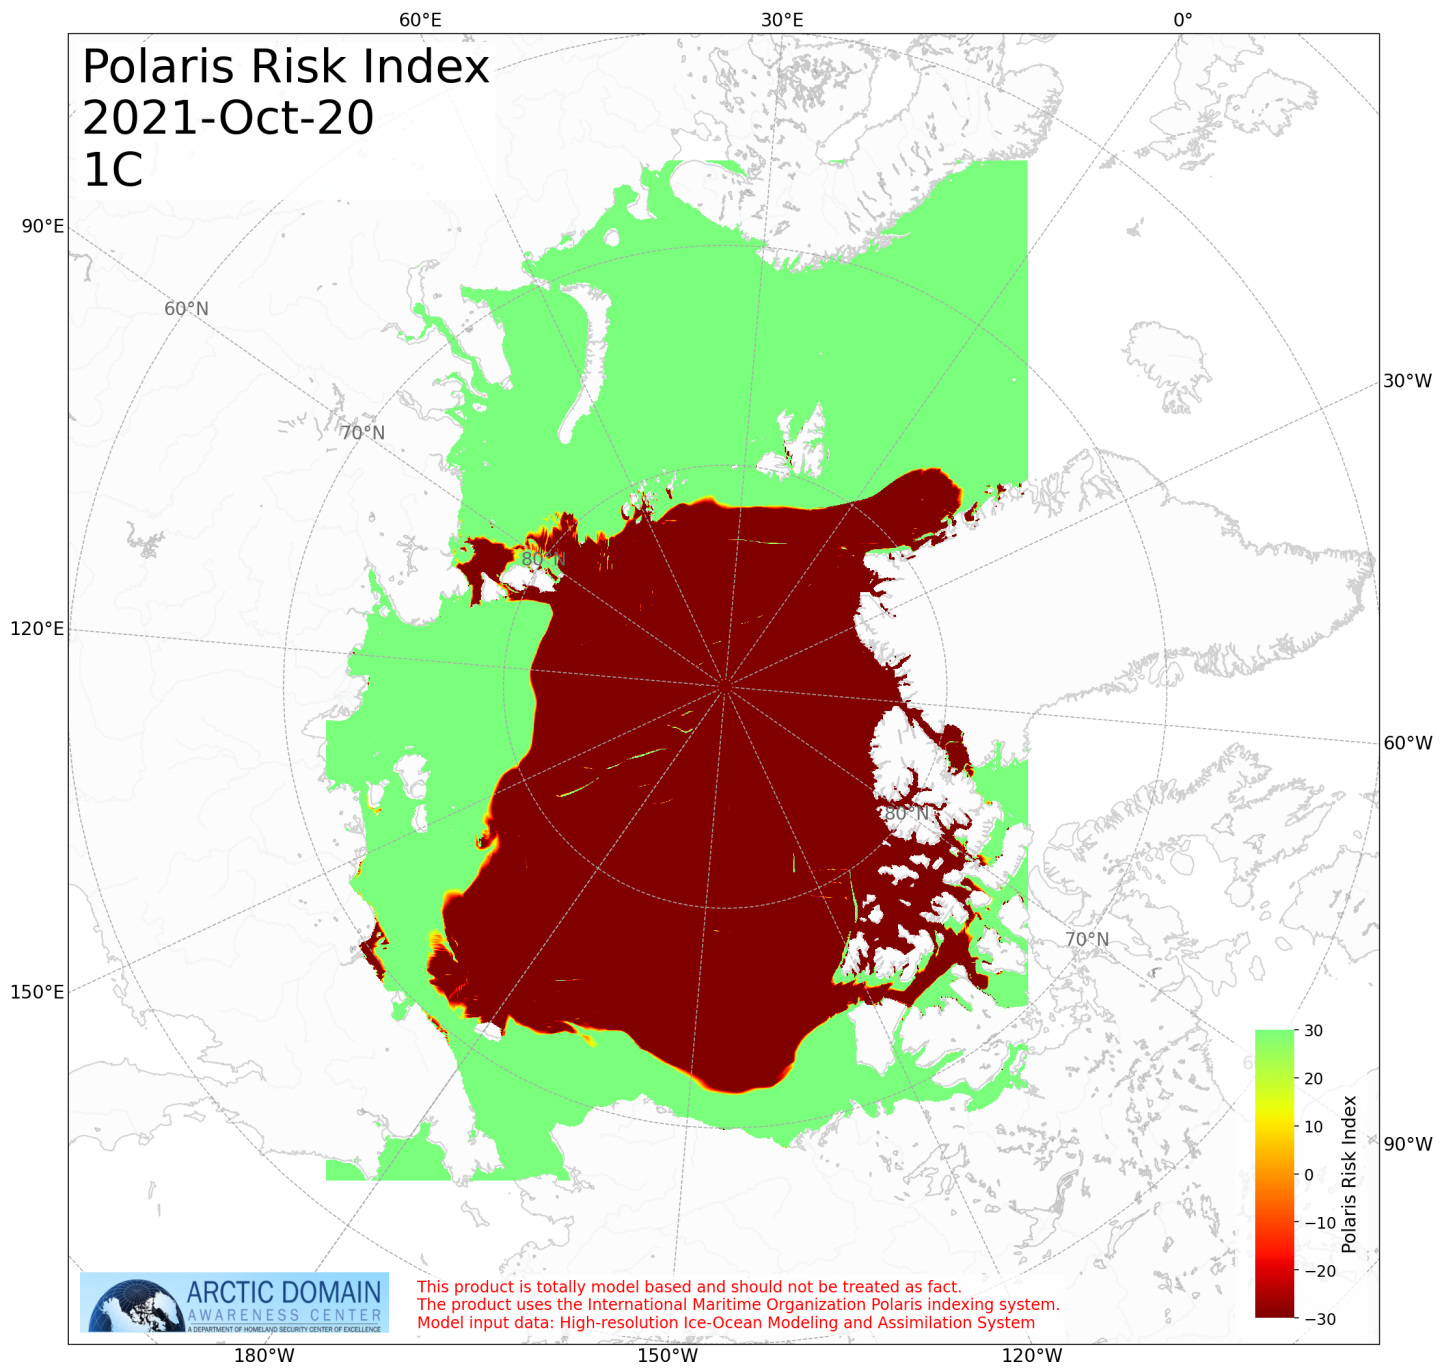 60°E
30°E
0°
Polaris Risk Index
2021-Oct-20
1C
90°E
60°N
30°W
70°N
80°N
120°E
60°W
80°N
70°N
150°E
30
20
10
0
−10
−20
−30
Polaris Risk Index
90°W
ARCTIC DOMAIN
AWARENESS CENTER
A DEPARTMENT OF HOMELAND SECURITY CENTER OF EXCELLENCE
This product is totally model based and should not be treated as fact.
The product uses the International Maritime Organization Polaris indexing system.
Model input data: High-resolution Ice-Ocean Modeling and Assimilation System
180°W
150°W
120°W